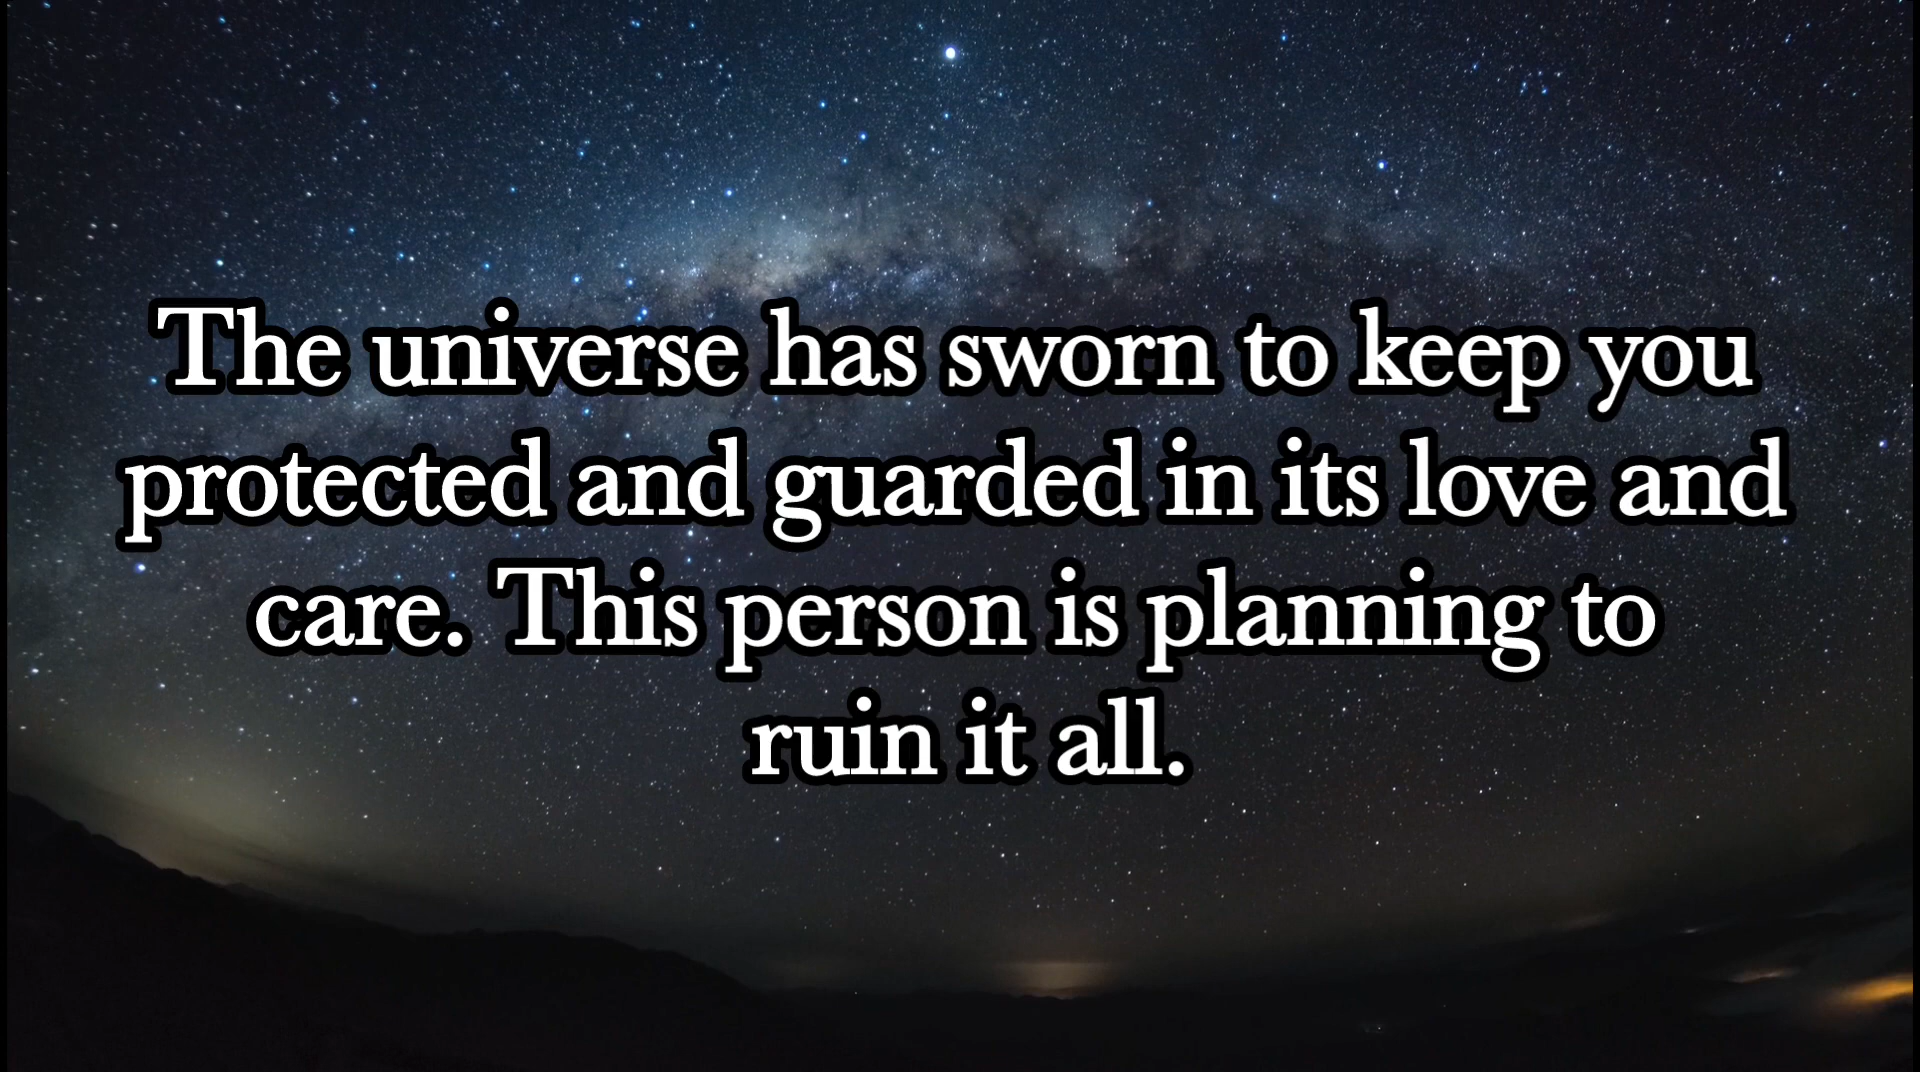 The universe has sworn to keep you
protected and guarded in its love and
care. This person is planning to
ruin it all.